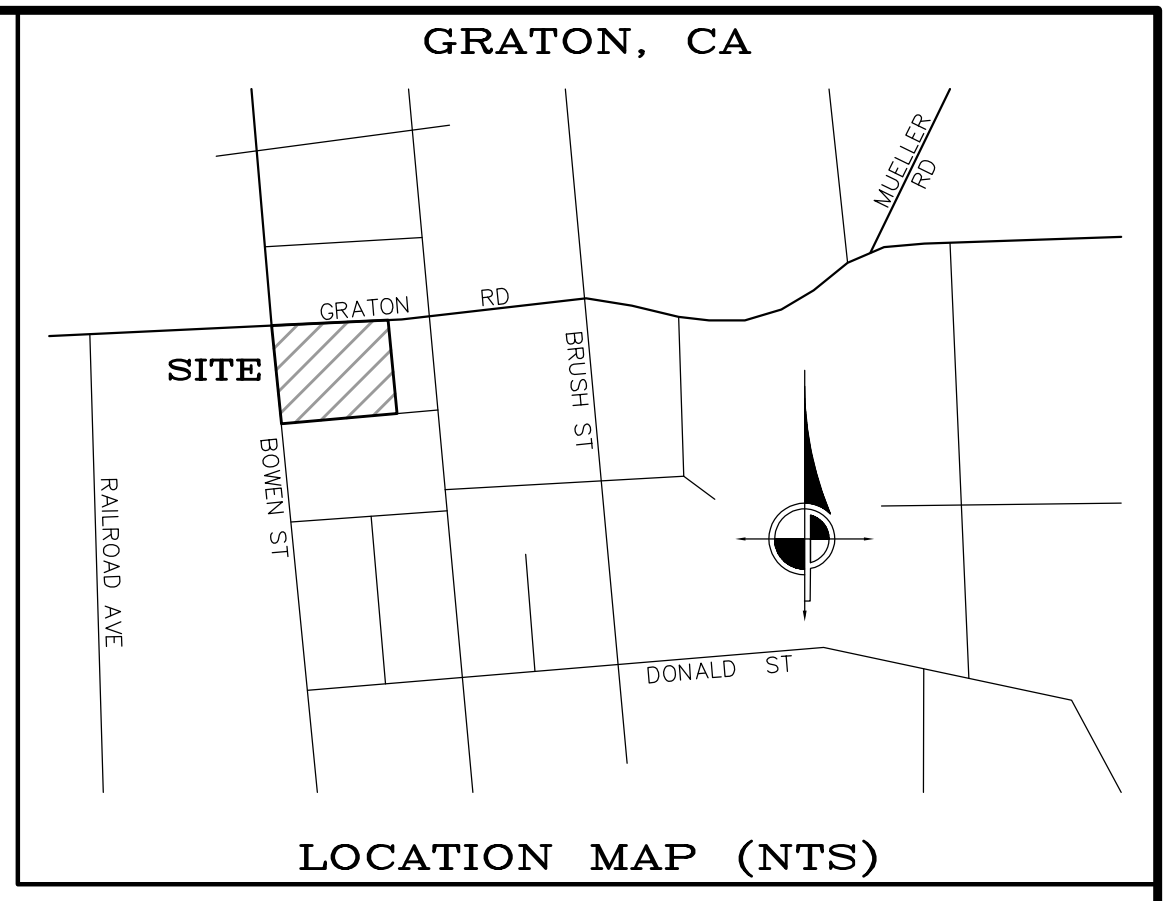 GRATON, CA
MUELLER
RD
GRATON RD
SITE
BRUSH ST
BOWEN ST
RAILROAD AVE
DONALD ST
LOCATION MAP (NTS)